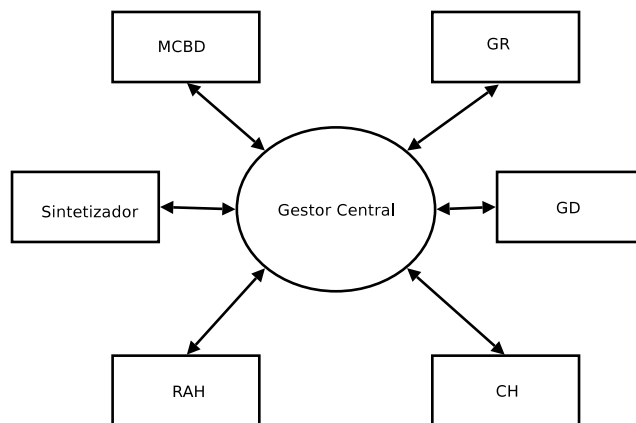 MCBD
GR
Sintetizador
Gestor Central
GD
RAH
CH